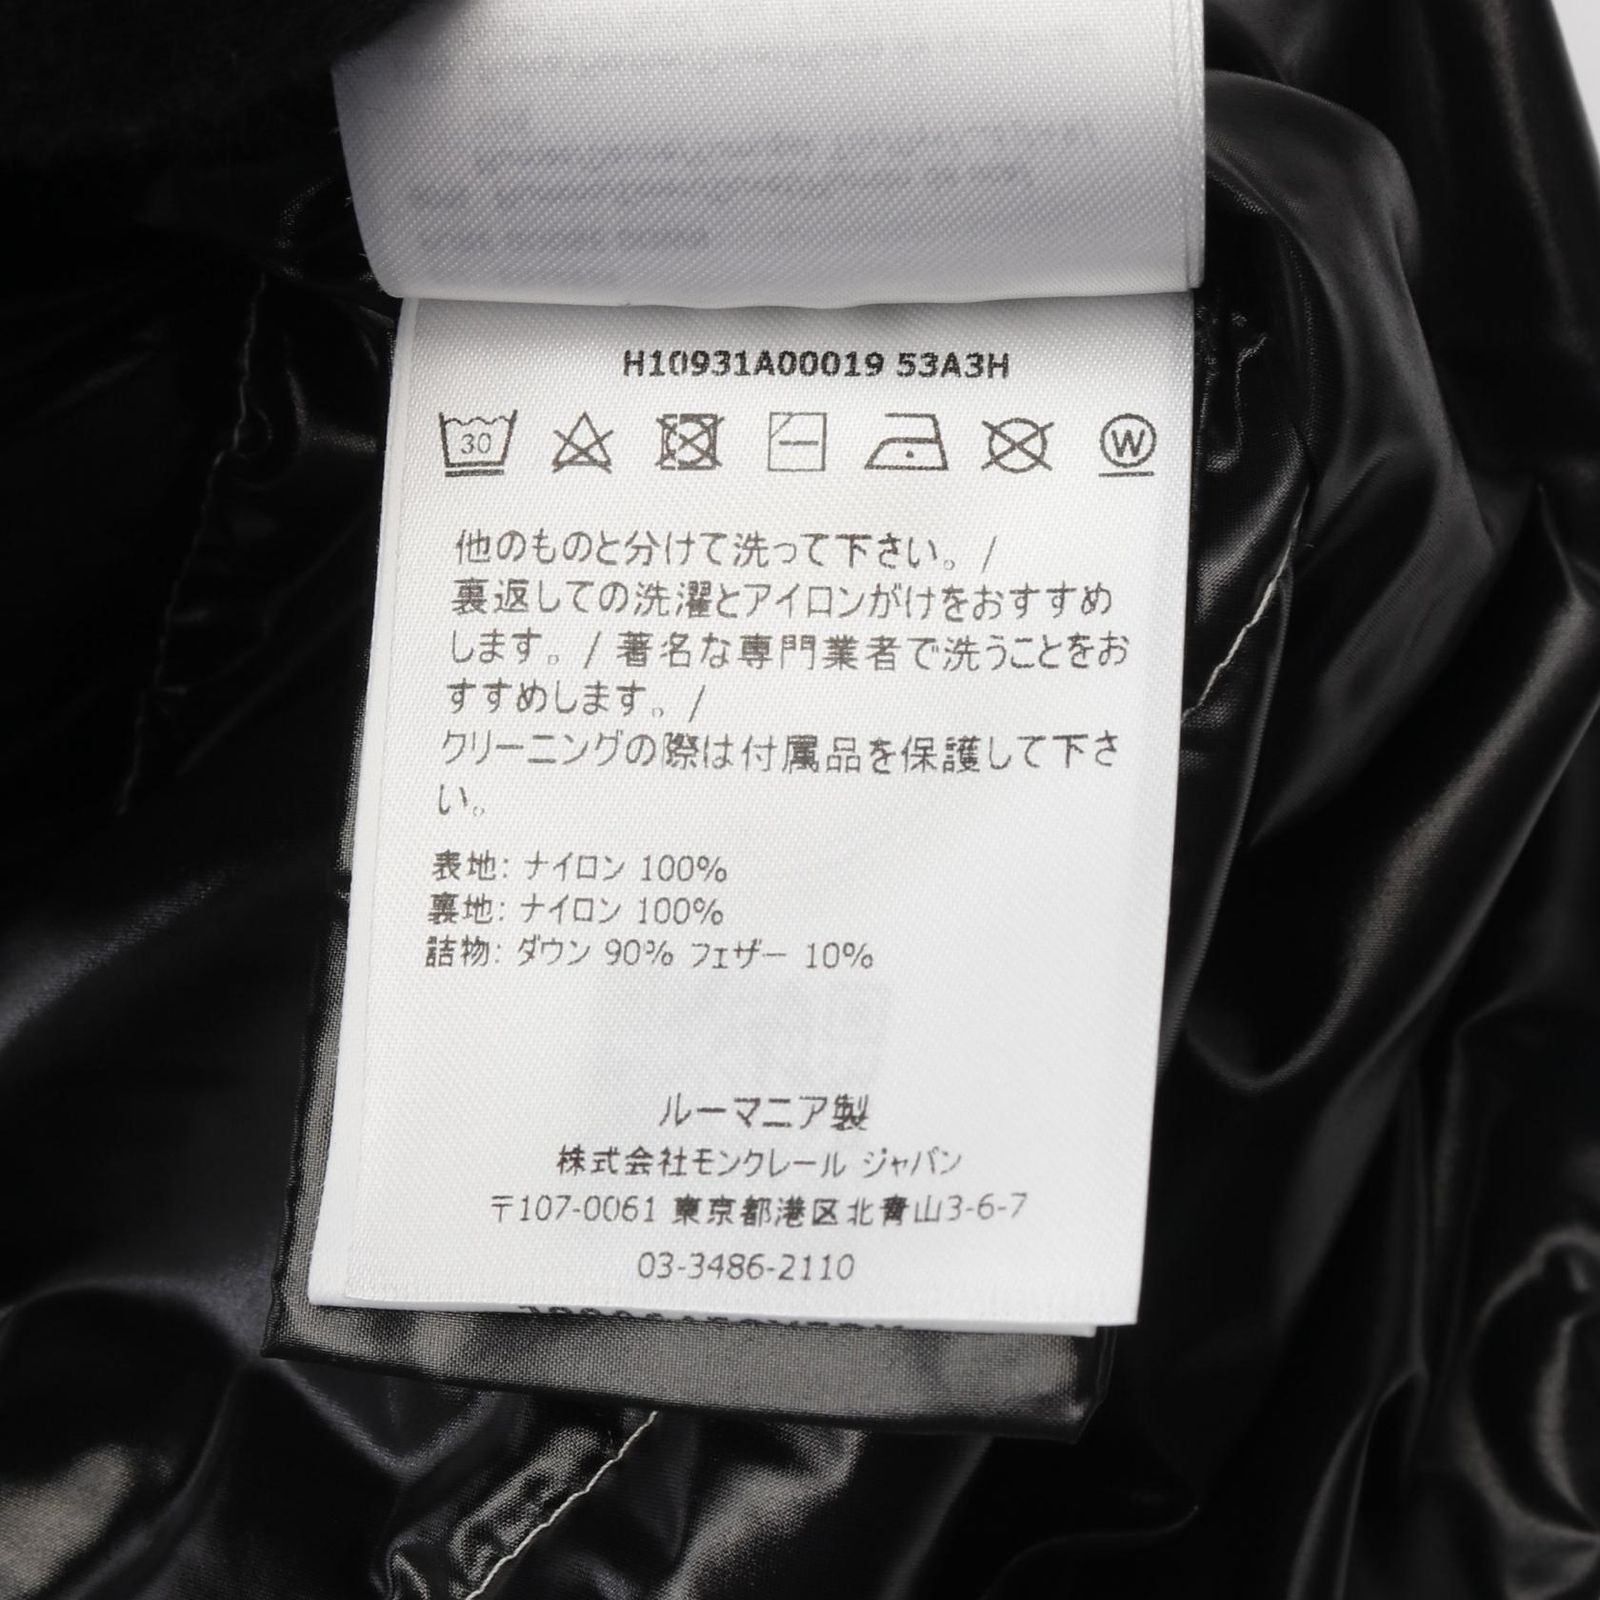 H10931A00019 53A3H
30
W
他のものと分けて洗って下さい。/
裏返しての洗濯とアイロンがけをおすすめ
します。/ 著名な専門業者で洗うことをお
すすめします。/
クリーニングの際は付属品を保護して下さ
い。
表地: ナイロン 100%
裏地: ナイロン 100%
詰物: ダウン 90% フェザー 10%
ルーマニア製
株式会社モンクレール ジャパン
〒107-0061 東京都港区北青山3-6-7
03-3486-2110